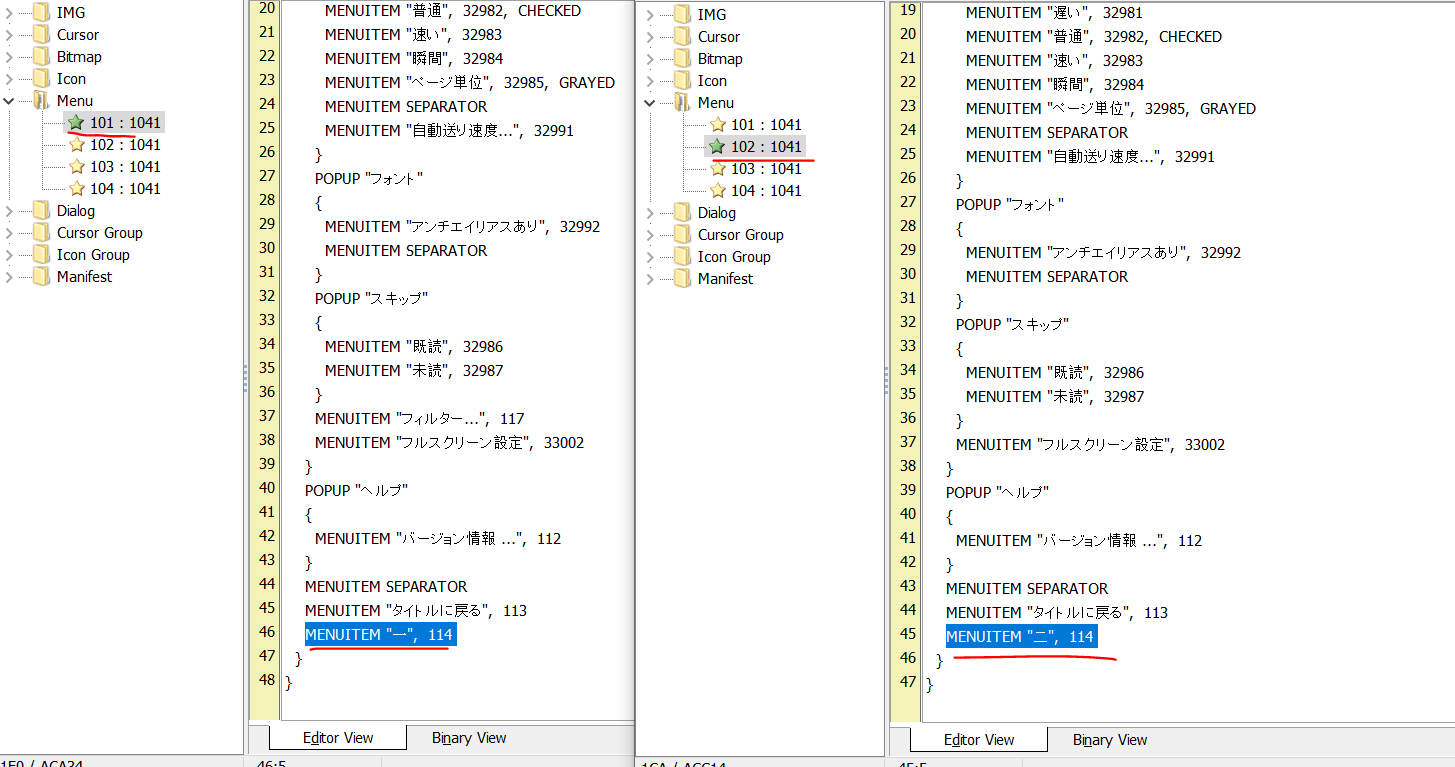 IMG
Cursor
Bitmap
Icon
Menu
101 : 1041
102 : 1041
103 : 1041
104 : 1041
Dialog
Cursor Group
Icon Group
Manifest
20 MENUITEM "普通", 32982, CHECKED
21 MENUITEM "速い", 32983
22 MENUITEM "瞬間", 32984
23 MENUITEM "ページ単位", 32985, GRAYED
24 MENUITEM SEPARATOR
25 MENUITEM "自動送り速度...", 32991
26 }
27 POPUP "フォント"
28 {
29 MENUITEM "アンチエイリアスあり", 32992
30 MENUITEM SEPARATOR
31 }
32 POPUP "スキップ"
33 {
34 MENUITEM "既読", 32986
35 MENUITEM "未読", 32987
36 }
37 MENUITEM "フィルター...", 117
38 MENUITEM "フルスクリーン設定", 33002
39 }
40 POPUP "ヘルプ"
41 {
42 MENUITEM "バージョン情報 ...", 112
43 }
44 MENUITEM SEPARATOR
45 MENUITEM "タイトルに戻る", 113
46 MENUITEM "一", 114
47 }
48 }
Editor View Binary View
IMG
Cursor
Bitmap
Icon
Menu
101 : 1041
102 : 1041
103 : 1041
104 : 1041
Dialog
Cursor Group
Icon Group
Manifest
19 MENUITEM "遅い", 32981
20 MENUITEM "普通", 32982, CHECKED
21 MENUITEM "速い", 32983
22 MENUITEM "瞬間", 32984
23 MENUITEM "ページ単位", 32985, GRAYED
24 MENUITEM SEPARATOR
25 MENUITEM "自動送り速度...", 32991
26 }
27 POPUP "フォント"
28 {
29 MENUITEM "アンチエイリアスあり", 32992
30 MENUITEM SEPARATOR
31 }
32 POPUP "スキップ"
33 {
34 MENUITEM "既読", 32986
35 MENUITEM "未読", 32987
36 }
37 MENUITEM "フルスクリーン設定", 33002
38 }
39 POPUP "ヘルプ"
40 {
41 MENUITEM "バージョン情報 ...", 112
42 }
43 MENUITEM SEPARATOR
44 MENUITEM "タイトルに戻る", 113
45 MENUITEM "二", 114
46 }
47 }
Editor View Binary View